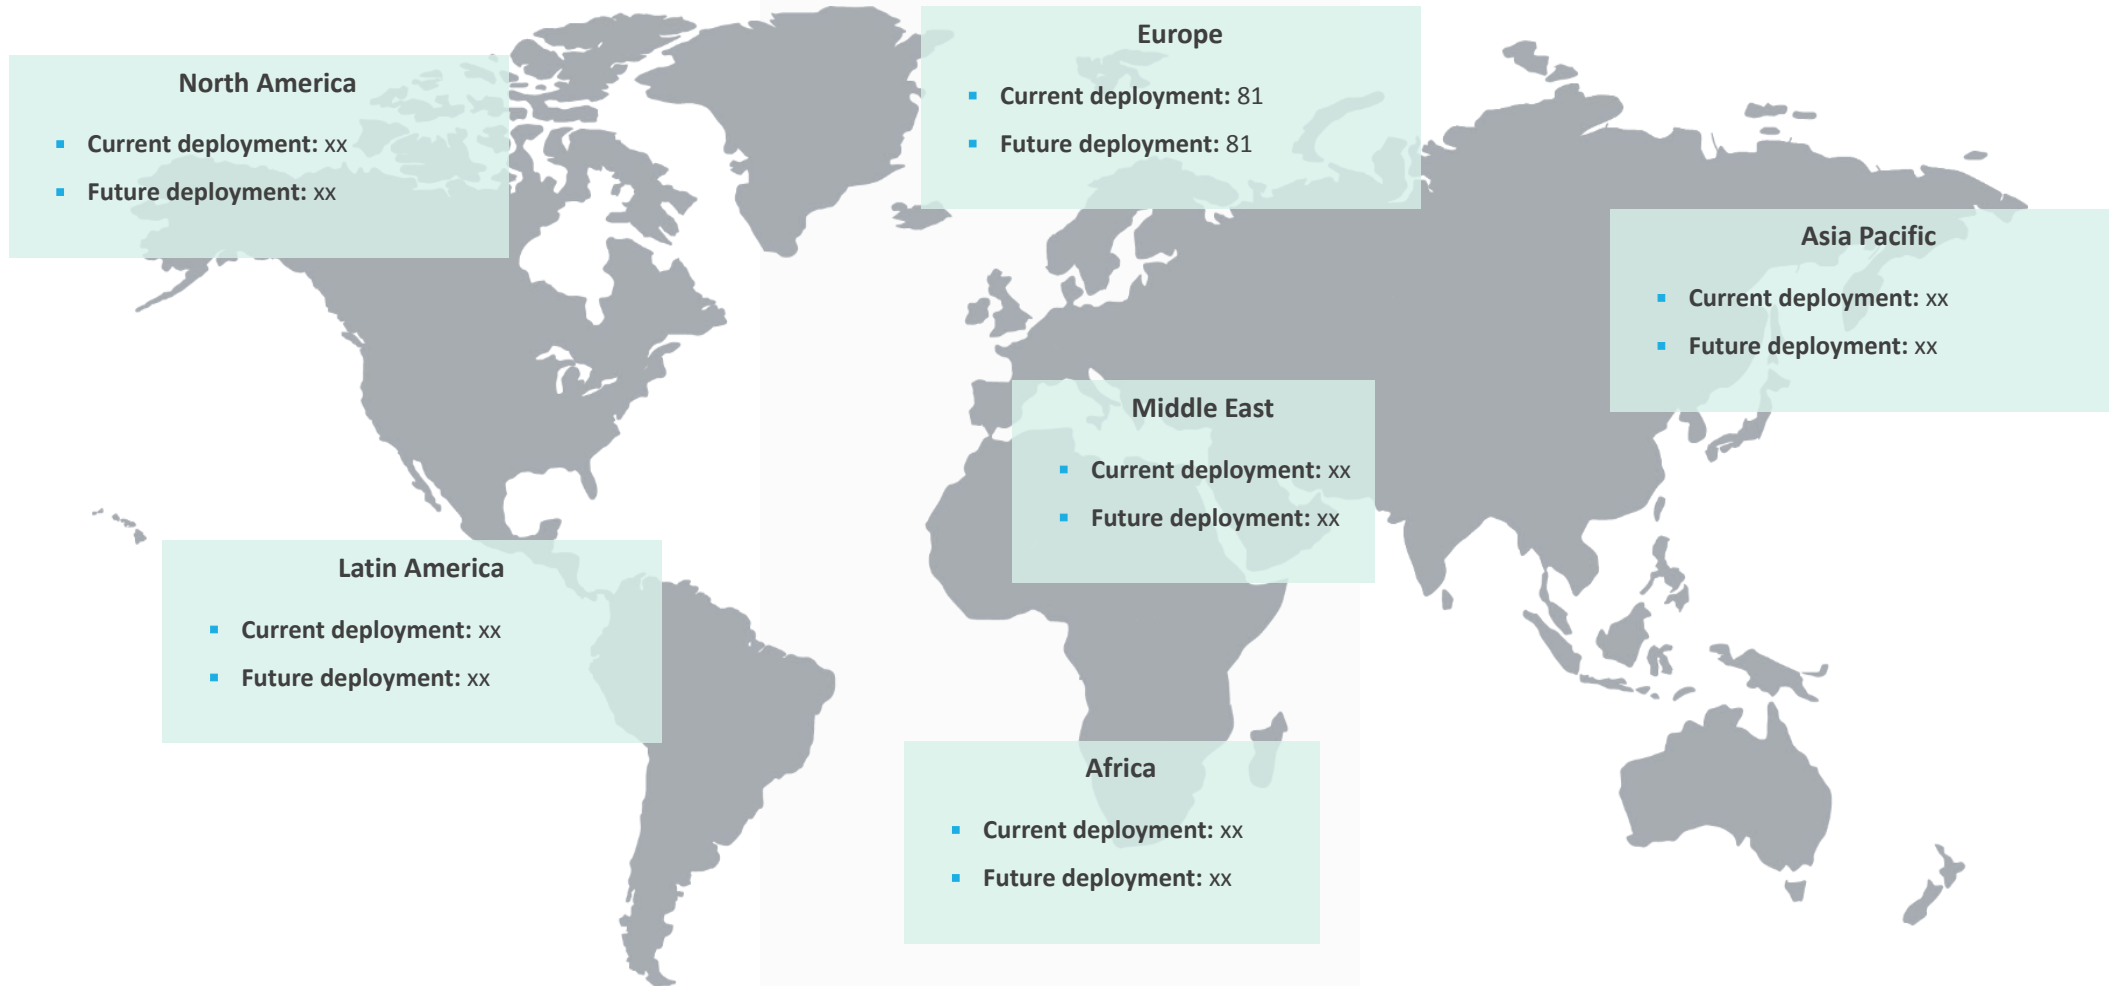 North America
▪ Current deployment: xx
▪ Future deployment: xx
Europe
▪ Current deployment: 81
▪ Future deployment: 81
Asia Pacific
▪ Current deployment: xx
▪ Future deployment: xx
Middle East
▪ Current deployment: xx
▪ Future deployment: xx
Latin America
▪ Current deployment: xx
▪ Future deployment: xx
Africa
▪ Current deployment: xx
▪ Future deployment: xx